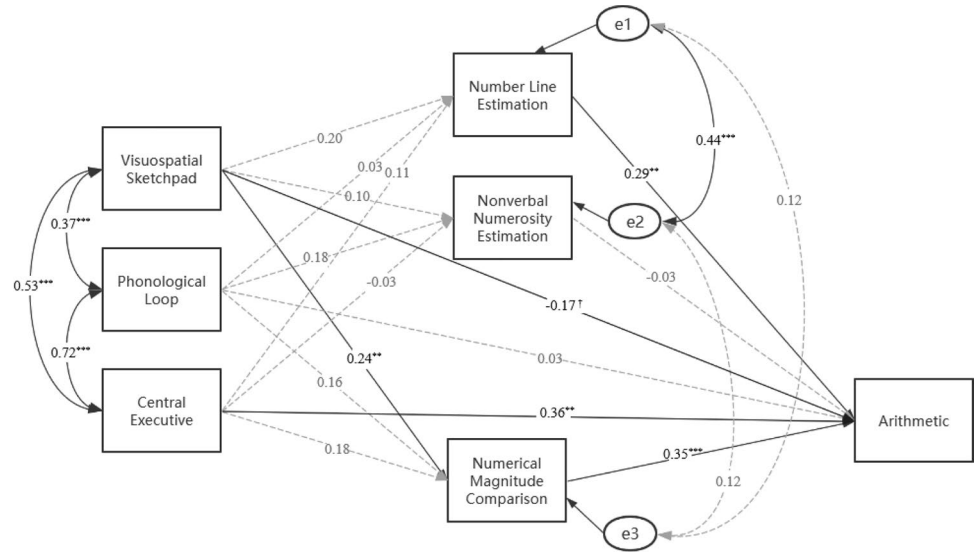 e1
Number Line
Estimation
0.44***
0.20
Visuospatial
Sketchpad
0.03
0.11
0.29**
0.12
0.10
Nonverbal
Numerosity
Estimation
e2
0.37***
0.18
-0.03
-0.03
Phonological
Loop
0.53***
-0.17†
0.72***
0.24**
0.03
0.16
Central
Executive
0.36**
Arithmetic
0.18
0.35***
Numerical
Magnitude
Comparison
0.12
e3